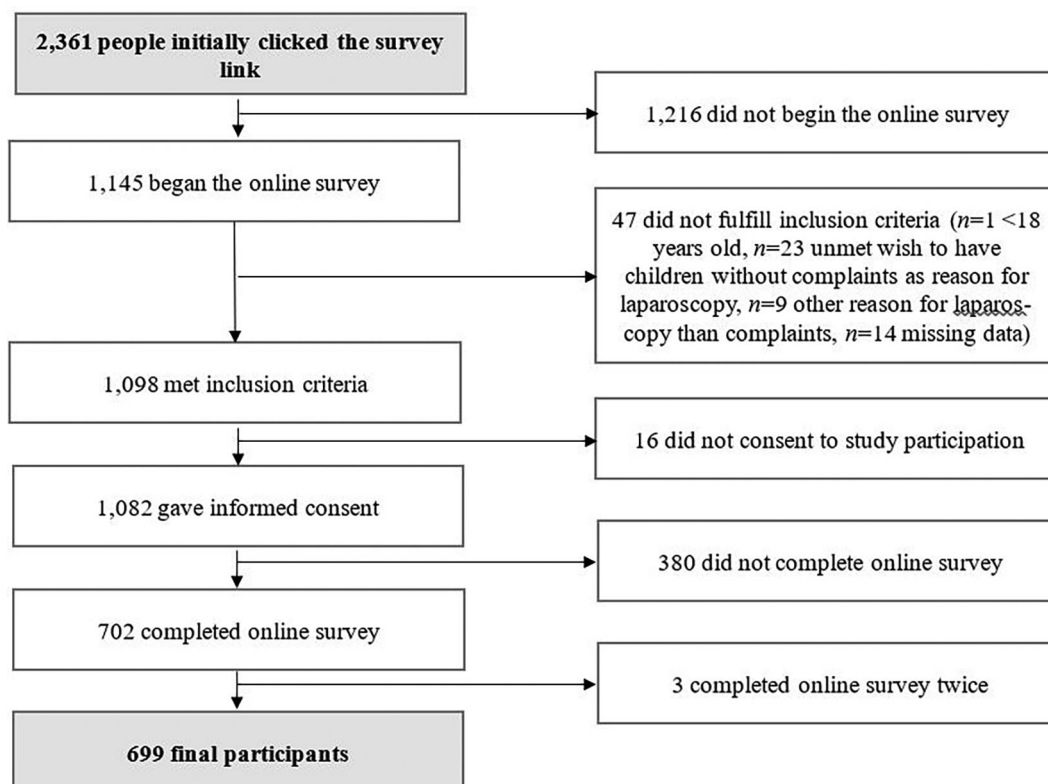 2,361 people initially clicked the survey
link
1,216 did not begin the online survey
1,145 began the online survey
47 did not fulfill inclusion criteria (n=1 <18
years old, n=23 unmet wish to have
children without complaints as reason for
laparoscopy, n=9 other reason for laparos-
copy than complaints, n=14 missing data)
1,098 met inclusion criteria
16 did not consent to study participation
1,082 gave informed consent
380 did not complete online survey
702 completed online survey
3 completed online survey twice
699 final participants